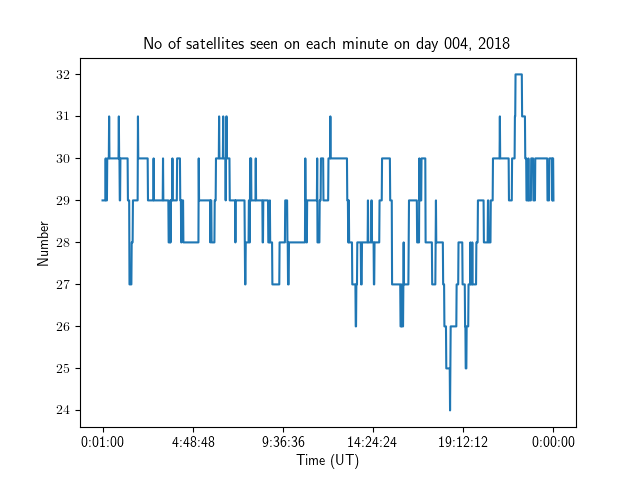 No of satellites seen on each minute on day 004, 2018
32
31
30
29
28
27
26
25
24
Number
0:01:00 4:48:48 9:36:36 14:24:24 19:12:12 0:00:00
Time (UT)